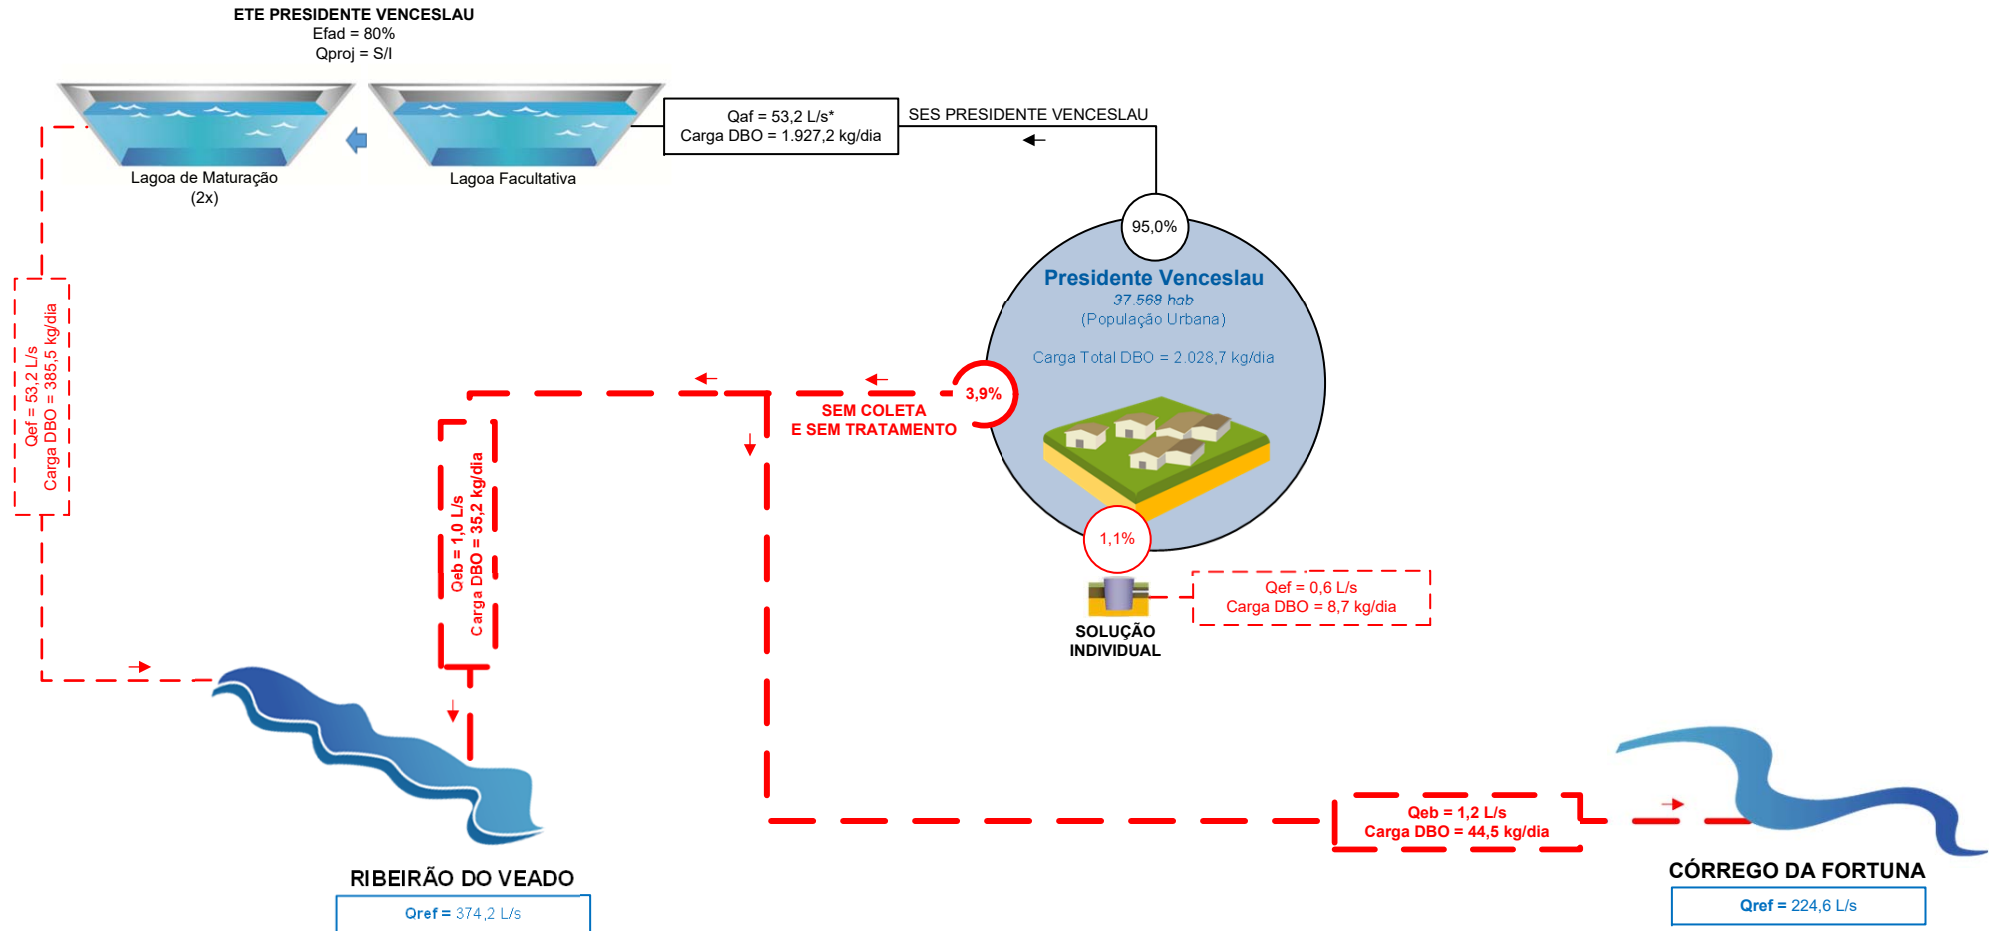 ETE PRESIDENTE VENCESLAU
Efad = 80%
Qproj = S/I
Lagoa de Maturação
(2x)
Lagoa Facultativa
Qaf = 53,2 L/s*
Carga DBO = 1.927,2 kg/dia
SES PRESIDENTE VENCESLAU
95,0%
Presidente Venceslau
37.569 hab
(População Urbana)
Carga Total DBO = 2.028,7 kg/dia
3,9%
SEM COLETA
E SEM TRATAMENTO
1,1%
Qef = 0,6 L/s
Carga DBO = 8,7 kg/dia
SOLUÇÃO
INDIVIDUAL
Qef = 53,2 L/s
Carga DBO = 385,5 kg/dia
Qeb = 1,0 L/s
Carga DBO = 35,2 kg/dia
Qeb = 1,2 L/s
Carga DBO = 44,5 kg/dia
RIBEIRÃO DO VEADO
Qref = 374,2 L/s
CÓRREGO DA FORTUNA
Qref = 224,6 L/s